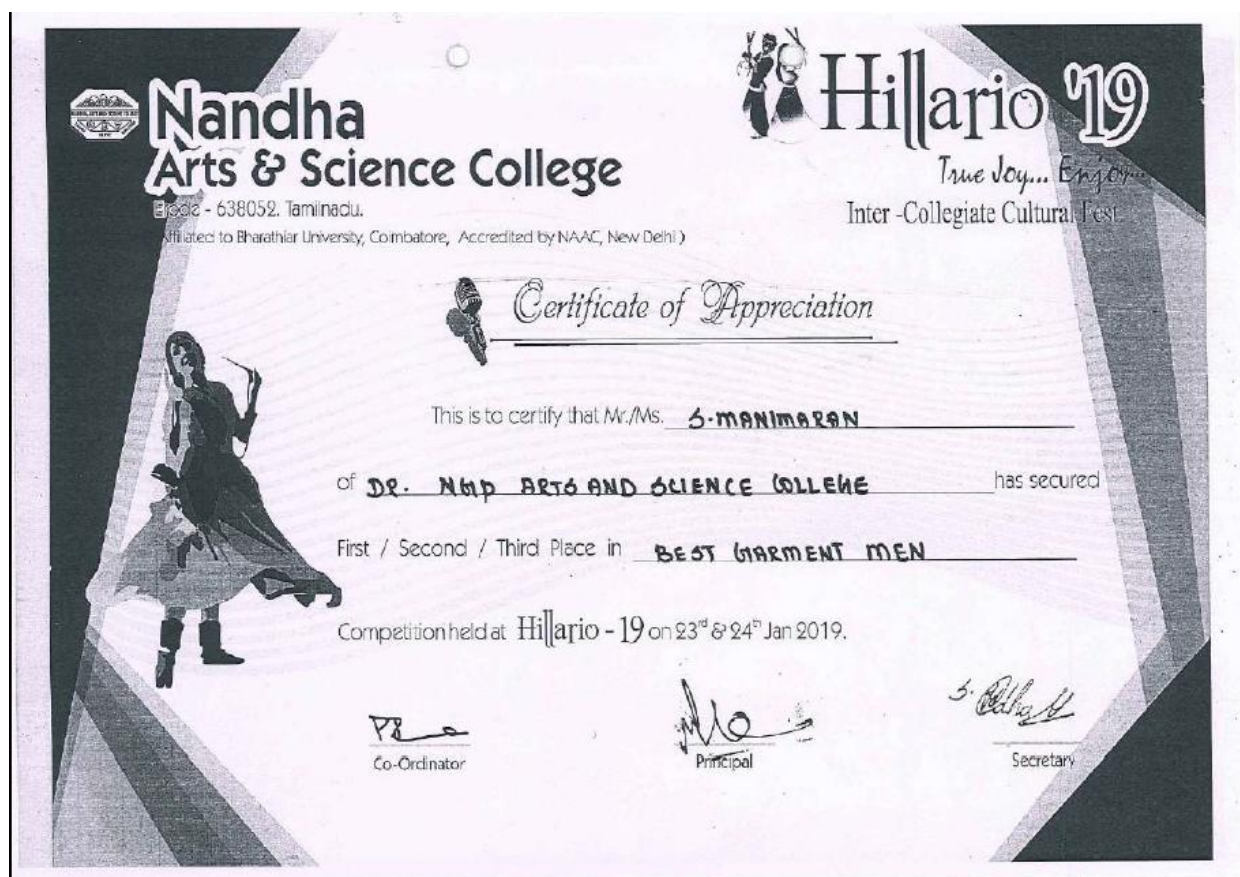 Nandha
Arts & Science College
Erode - 638052. Tamilnadu.
Affiliated to Bharathiar University, Coimbatore, Accredited by NAAC, New Delhi )
Hillario '19
True Joy... Enjoy...
Inter -Collegiate Cultural Fest.
Certificate of Appreciation
This is to certify that Mr./Ms. S. MANIMARAN
of DR. NGP ARTS AND SCIENCE COLLEGE has secured
First / Second / Third Place in BEST GARMENT MEN
Competition held at Hillario - 19 on 23rd & 24th Jan 2019.
Co-Ordinator
Principal
Secretary